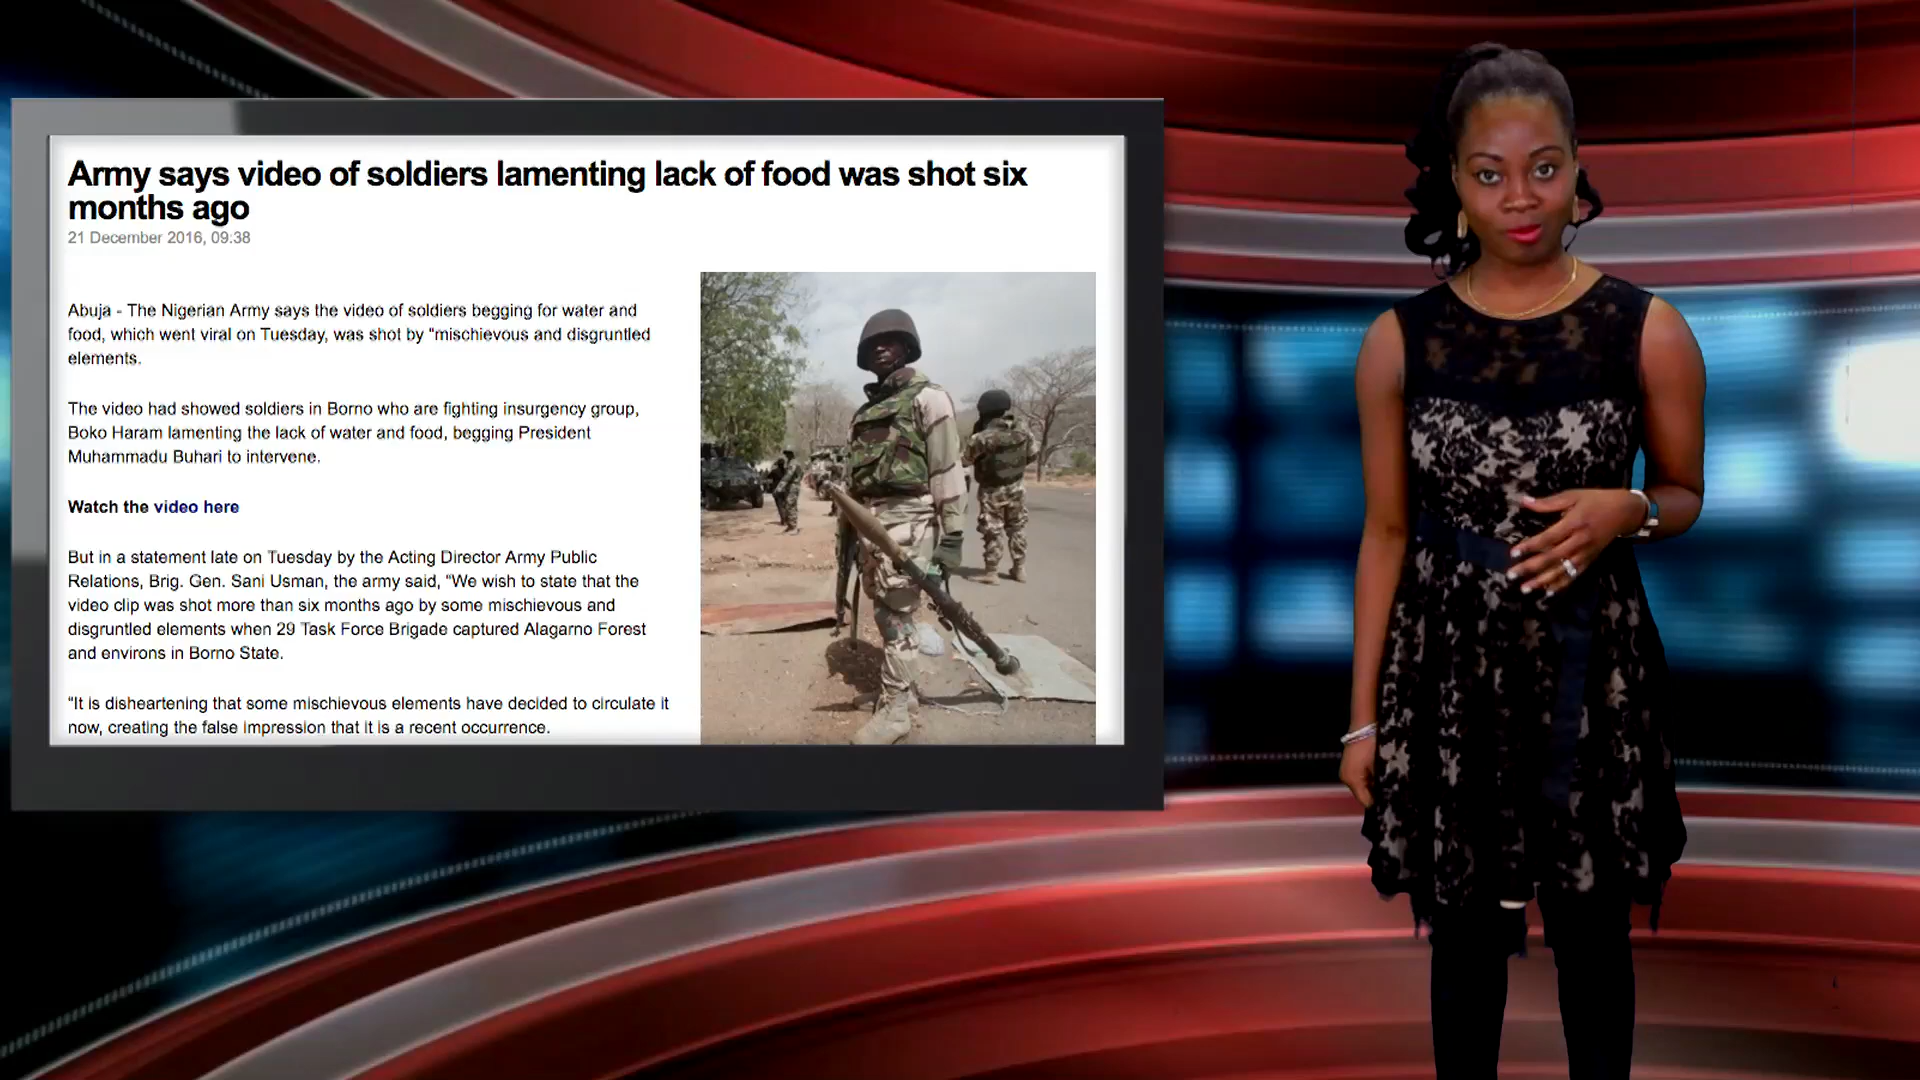 Army says video of soldiers lamenting lack of food was shot six
months ago
21 December 2016, 09:38
Abuja - The Nigerian Army says the video of soldiers begging for water and
food, which went viral on Tuesday, was shot by "mischievous and disgruntled
elements.
The video had showed soldiers in Borno who are fighting insurgency group,
Boko Haram lamenting the lack of water and food, begging President
Muhammadu Buhari to intervene.
Watch the video here
But in a statement late on Tuesday by the Acting Director Army Public
Relations, Brig. Gen. Sani Usman, the army said, “We wish to state that the
video clip was shot more than six months ago by some mischievous and
disgruntled elements when 29 Task Force Brigade captured Alagarno Forest
and environs in Borno State.
“It is disheartening that some mischievous elements have decided to circulate it
now, creating the false impression that it is a recent occurrence.